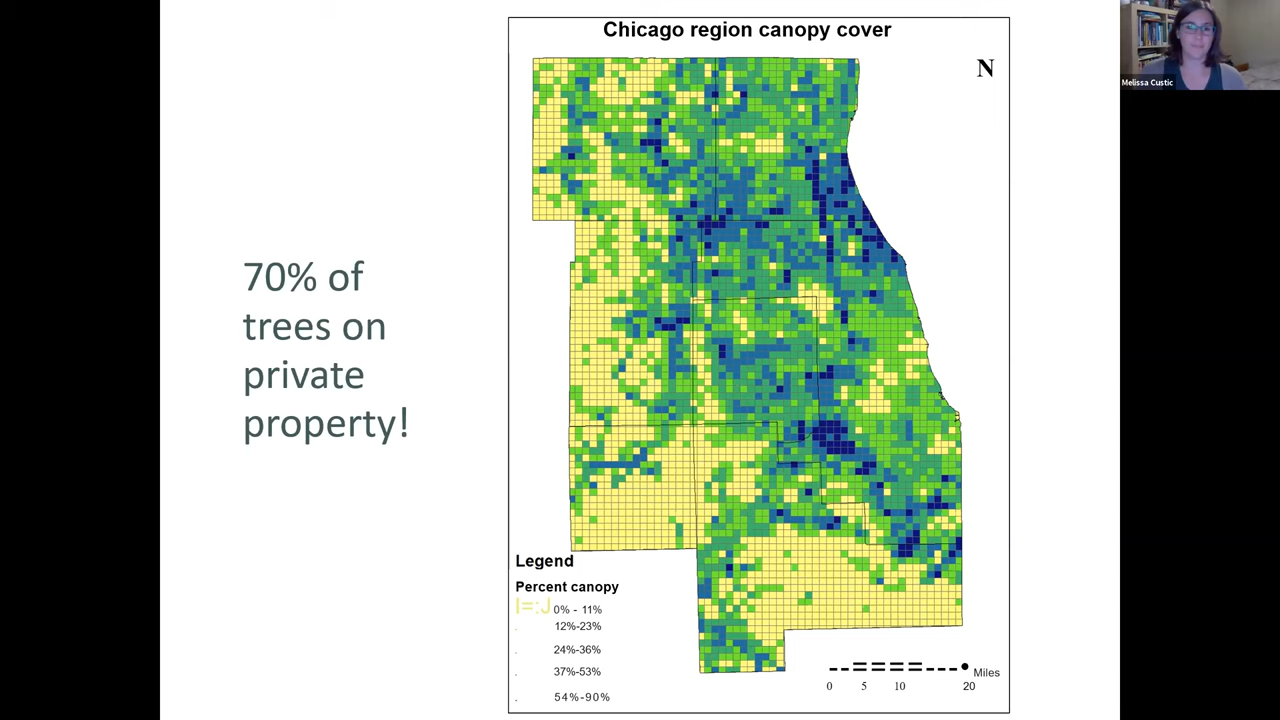 Chicago region canopy cover
N
Melissa Custic
70% of
trees on
private
property!
Legend
Percent canopy
0% - 11%
12%-23%
24%-36%
37%-53%
54%-90%
Miles
0 5 10 20